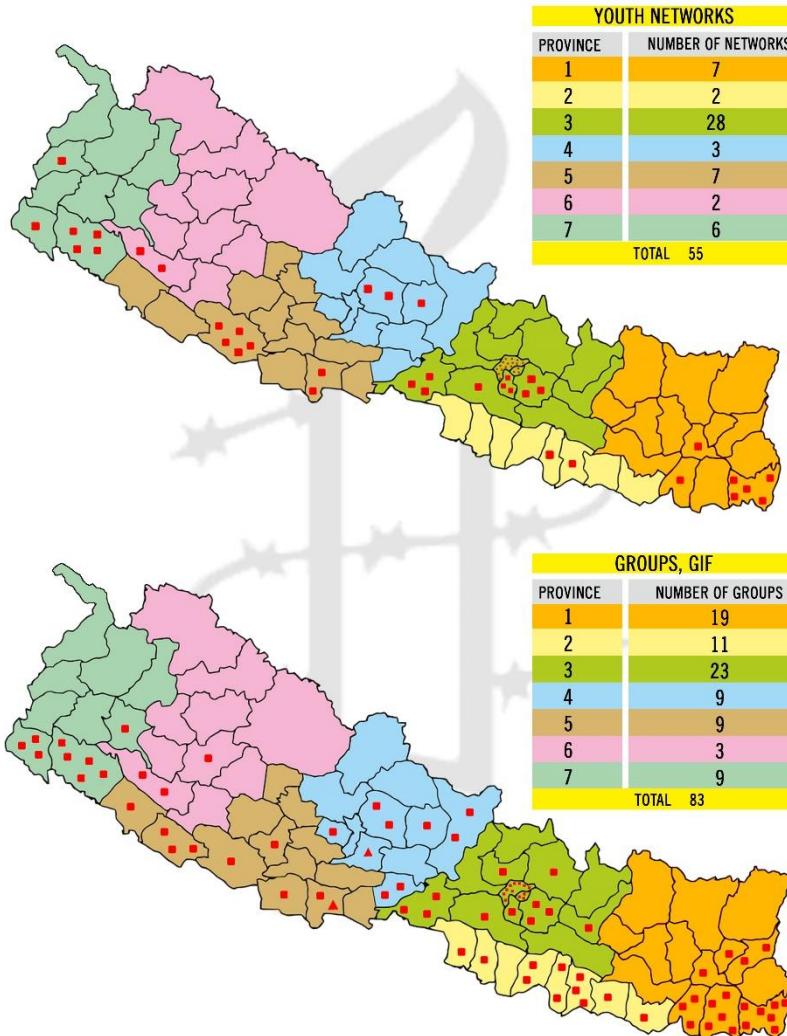 YOUTH NETWORKS
PROVINCE NUMBER OF NETWORKS
1 7
2 2
3 28
4 3
5 7
6 2
7 6
TOTAL 55
GROUPS, GIF
PROVINCE NUMBER OF GROUPS
1 19
2 11
3 23
4 9
5 9
6 3
7 9
TOTAL 83